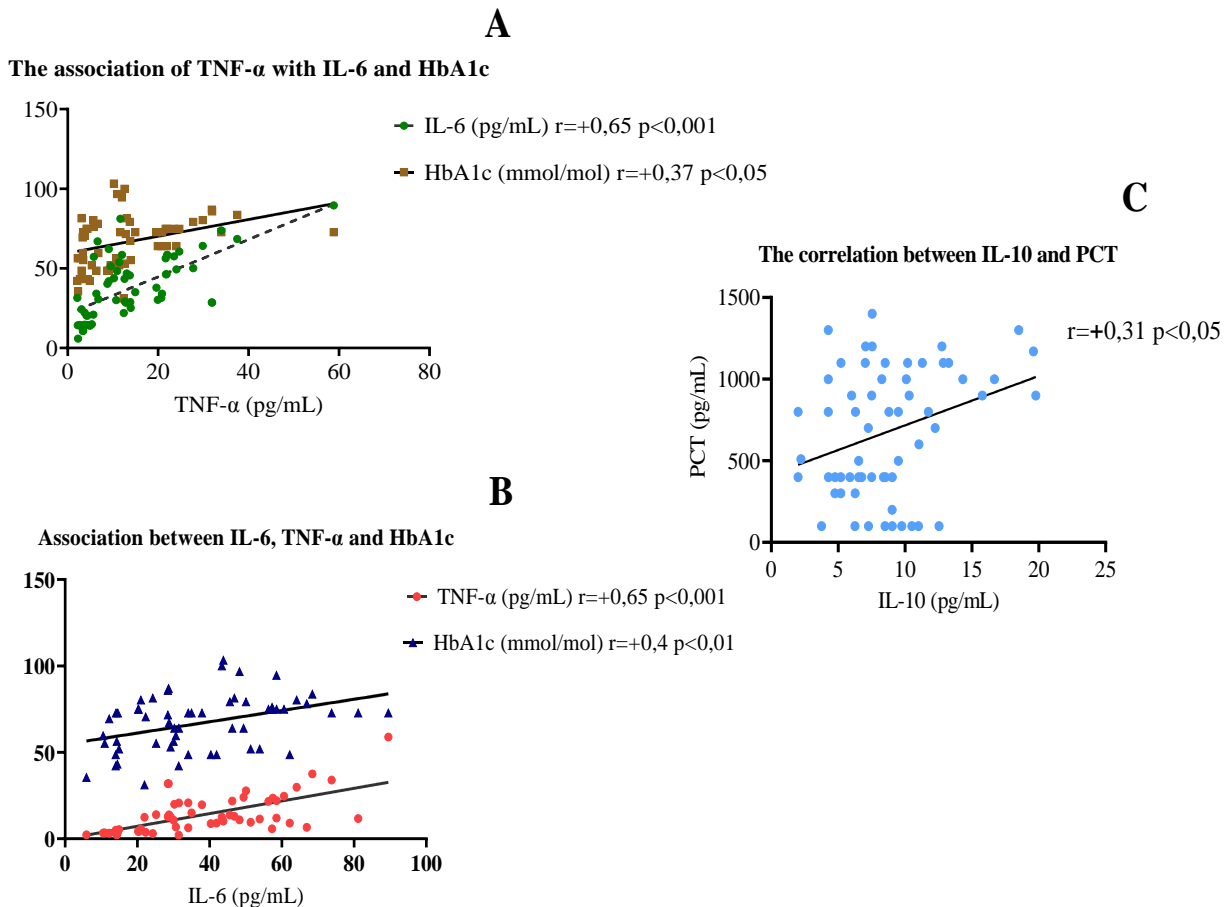 A
The association of TNF-α with IL-6 and HbA1c
150
100
50
0
0 20 40 60 80
TNF-α (pg/mL)
IL-6 (pg/mL) r=+0,65 p<0,001
HbA1c (mmol/mol) r=+0,37 p<0,05
B
Association between IL-6, TNF-α and HbA1c
150
100
50
0
0 20 40 60 80 100
IL-6 (pg/mL)
TNF-α (pg/mL) r=+0,65 p<0,001
HbA1c (mmol/mol) r=+0,4 p<0,01
C
The correlation between IL-10 and PCT
1500
1000
500
0
PCT (pg/mL)
0 5 10 15 20 25
IL-10 (pg/mL)
r=+0,31 p<0,05